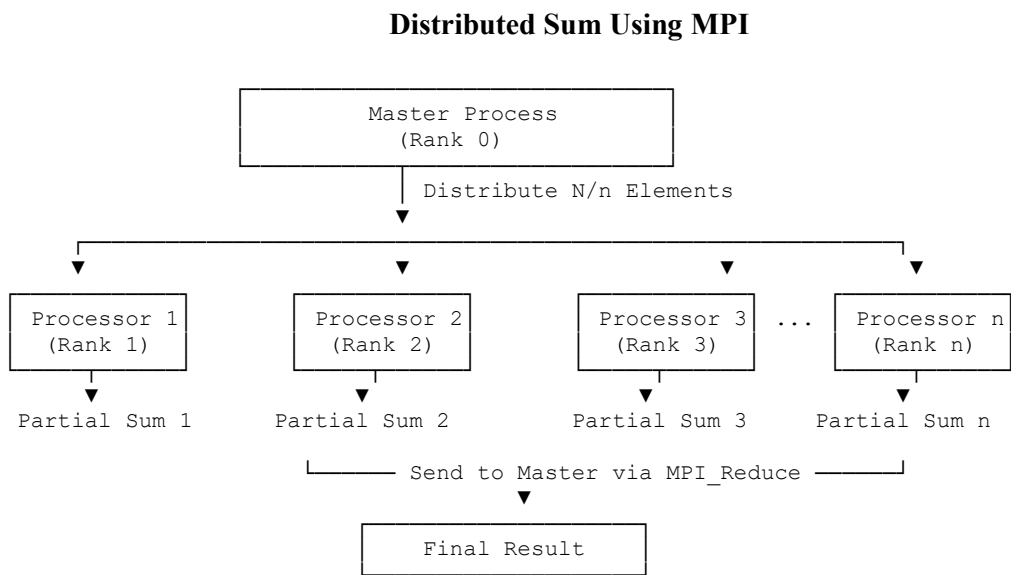 Distributed Sum Using MPI
Master Process
(Rank 0)
Distribute N/n Elements
Processor 1 Processor 2 Processor 3 ... Processor n
(Rank 1) (Rank 2) (Rank 3) (Rank n)
Partial Sum 1 Partial Sum 2 Partial Sum 3 Partial Sum n
Send to Master via MPI_Reduce
Final Result